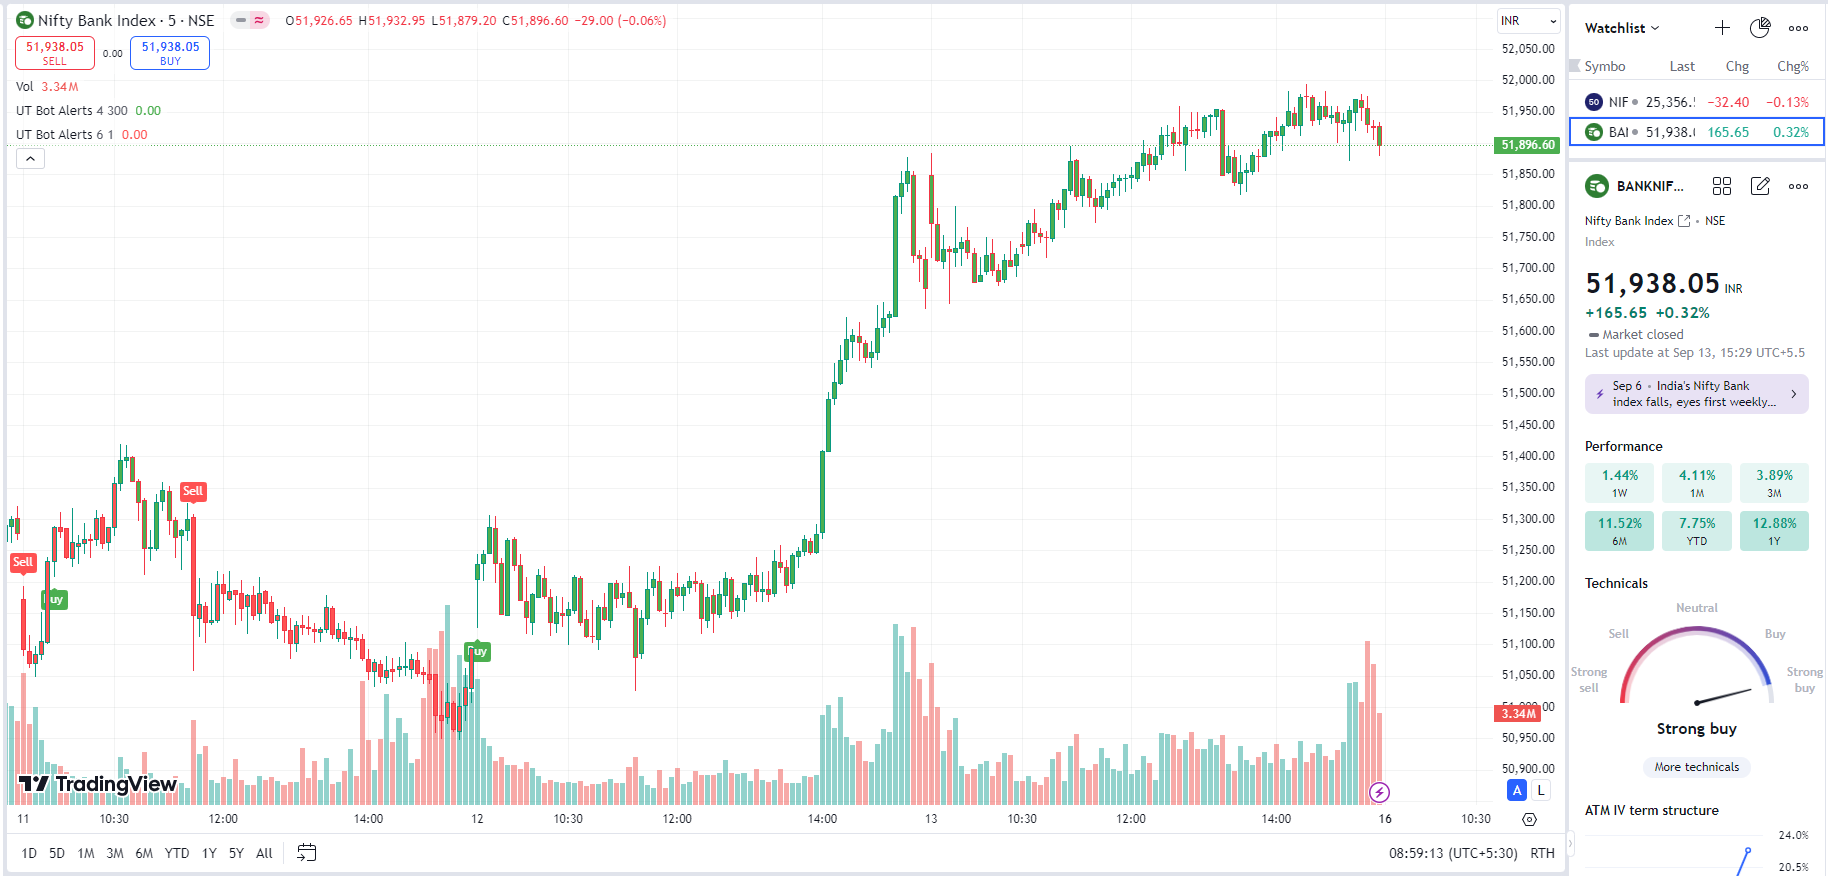 Nifty Bank Index · 5 · NSE
O51,926.65 H51,932.95 L51,879.20 C51,896.60 −29.00 (−0.06%)
51,938.05
SELL
0.00
51,938.05
BUY
Vol 3.34M
UT Bot Alerts 4 300 0.00
UT Bot Alerts 6 1 0.00
Sell
Buy
Sell
Buy
INR
52,050.00
52,000.00
51,950.00
51,896.60
51,850.00
51,800.00
51,750.00
51,700.00
51,650.00
51,600.00
51,550.00
51,500.00
51,450.00
51,400.00
51,350.00
51,300.00
51,250.00
51,200.00
51,150.00
51,100.00
51,050.00
51,000.00
3.34M
50,950.00
50,900.00
TradingView
A L
11 10:30 12:00 14:00 12 10:30 12:00 14:00 13 10:30 12:00 14:00 16 10:30
1D 5D 1M 3M 6M YTD 1Y 5Y All
08:59:13 (UTC+5:30) RTH
Watchlist
Symbo Last Chg Chg%
50 NIF 25,356.5 −32.40 −0.13%
BAI 51,938.0 165.65 0.32%
BANKNIF...
Nifty Bank Index • NSE
Index
51,938.05 INR
+165.65 +0.32%
Market closed
Last update at Sep 13, 15:29 UTC+5.5
Sep 6 • India's Nifty Bank
index falls, eyes first weekly...
Performance
1.44% 4.11% 3.89%
1W 1M 3M
11.52% 7.75% 12.88%
6M YTD 1Y
Technicals
Neutral
Sell Buy
Strong
sell
Strong
buy
Strong buy
More technicals
ATM IV term structure
24.0%
20.5%